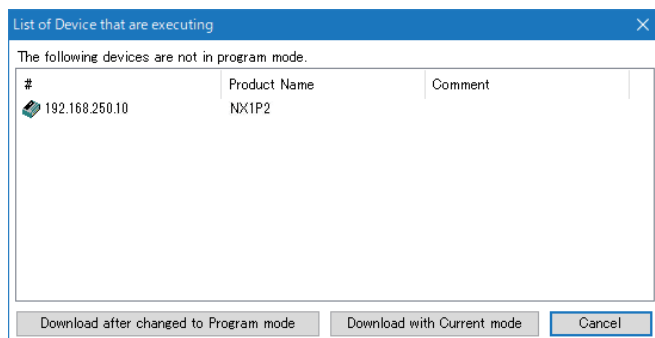 List of Device that are executing
The following devices are not in program mode.
# Product Name Comment
192.168.250.10 NX1P2
Download after changed to Program mode Download with Current mode Cancel